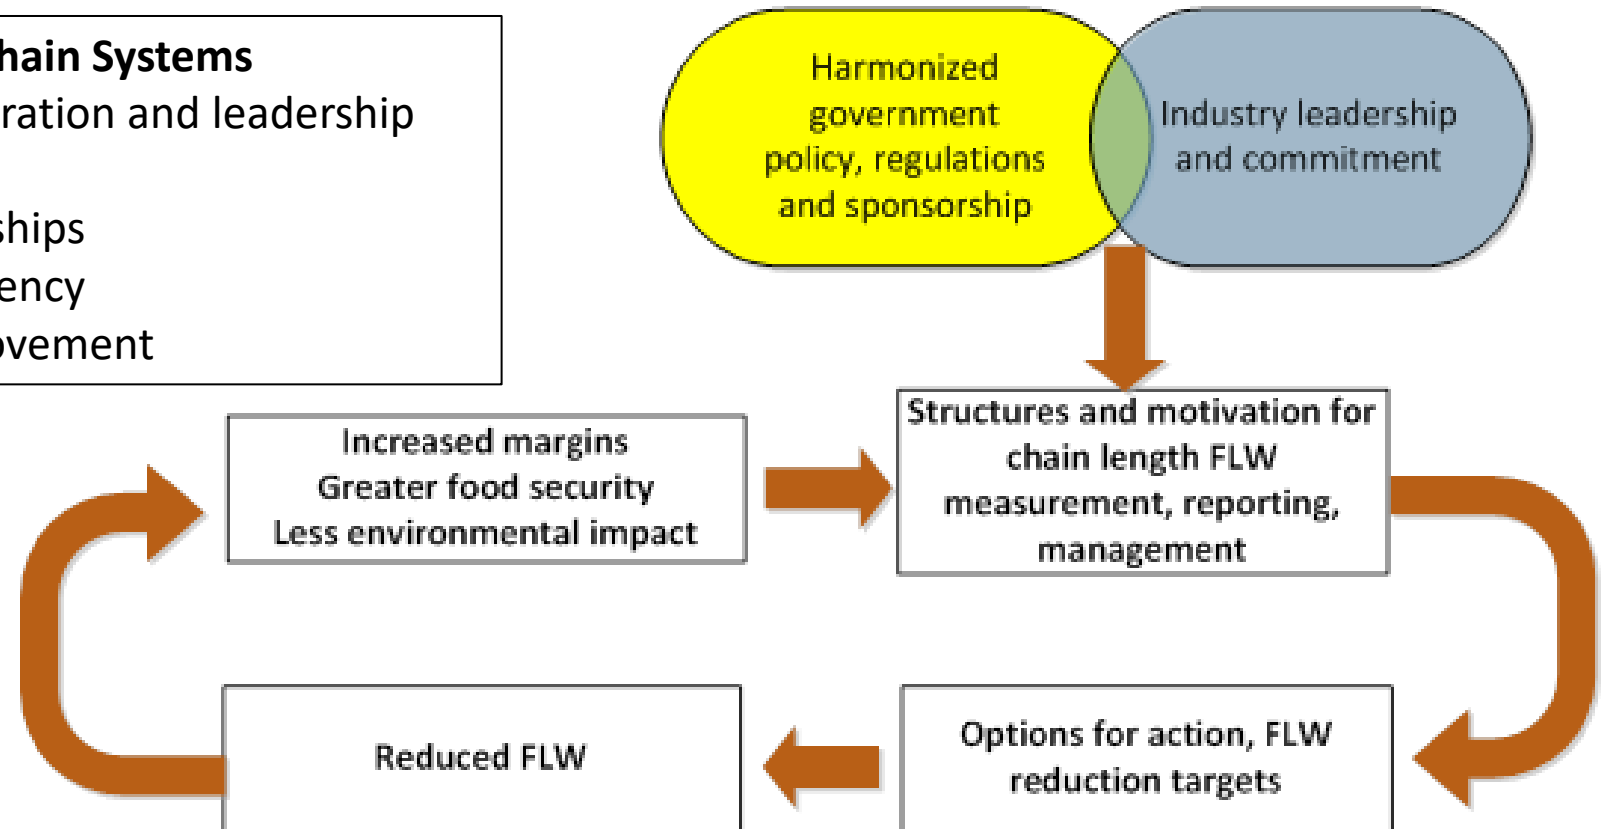 hain Systems
ration and leadership
ships
ency
ovement
Harmonized
government
policy, regulations
and sponsorship
Industry leadership
and commitment
Increased margins
Greater food security
Less environmental impact
Structures and motivation for
chain length FLW
measurement, reporting,
management
Reduced FLW
Options for action, FLW
reduction targets